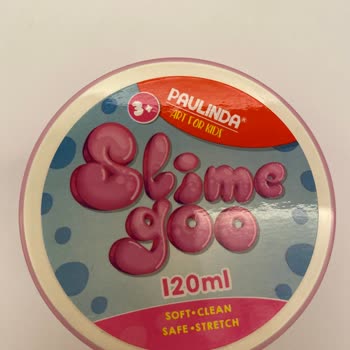 3+
PAULINDA®
ART FOR KIDS
Slime
goo
120ml
SOFT•CLEAN
SAFE•STRETCH